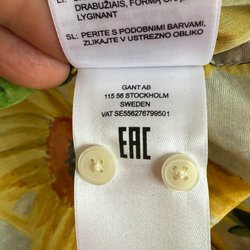 DRABUŽIAIS, FORMĄ
LYGINANT
SL: PERITE S PODOBNIMI BARVAMI,
ZLIKAJTE V USTREZNO OBLIKO
GANT AB
115 56 STOCKHOLM
SWEDEN
VAT SE556276799501
EAC